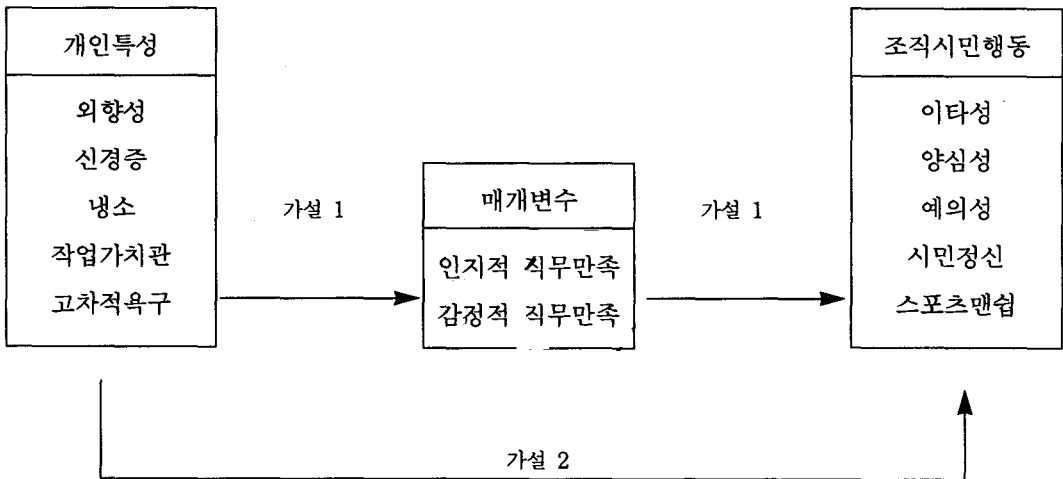 개인특성
외향성
신경증
냉소
작업가치관
고차적욕구
가설 1
매개변수
인지적 직무만족
감정적 직무만족
가설 1
조직시민행동
이타성
양심성
예의성
시민정신
스포츠맨쉽
가설 2